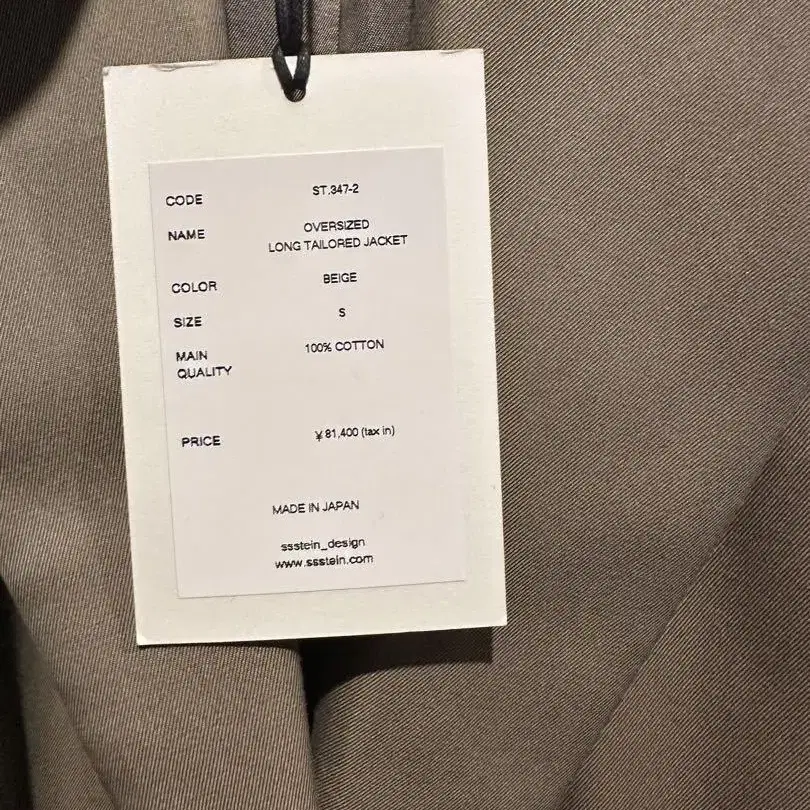 CODE ST.347-2
NAME OVERSIZED
LONG TAILORED JACKET
COLOR BEIGE
SIZE S
MAIN 100% COTTON
QUALITY
PRICE ¥81,400 (tax in)
MADE IN JAPAN
ssstein_design
www.ssstein.com